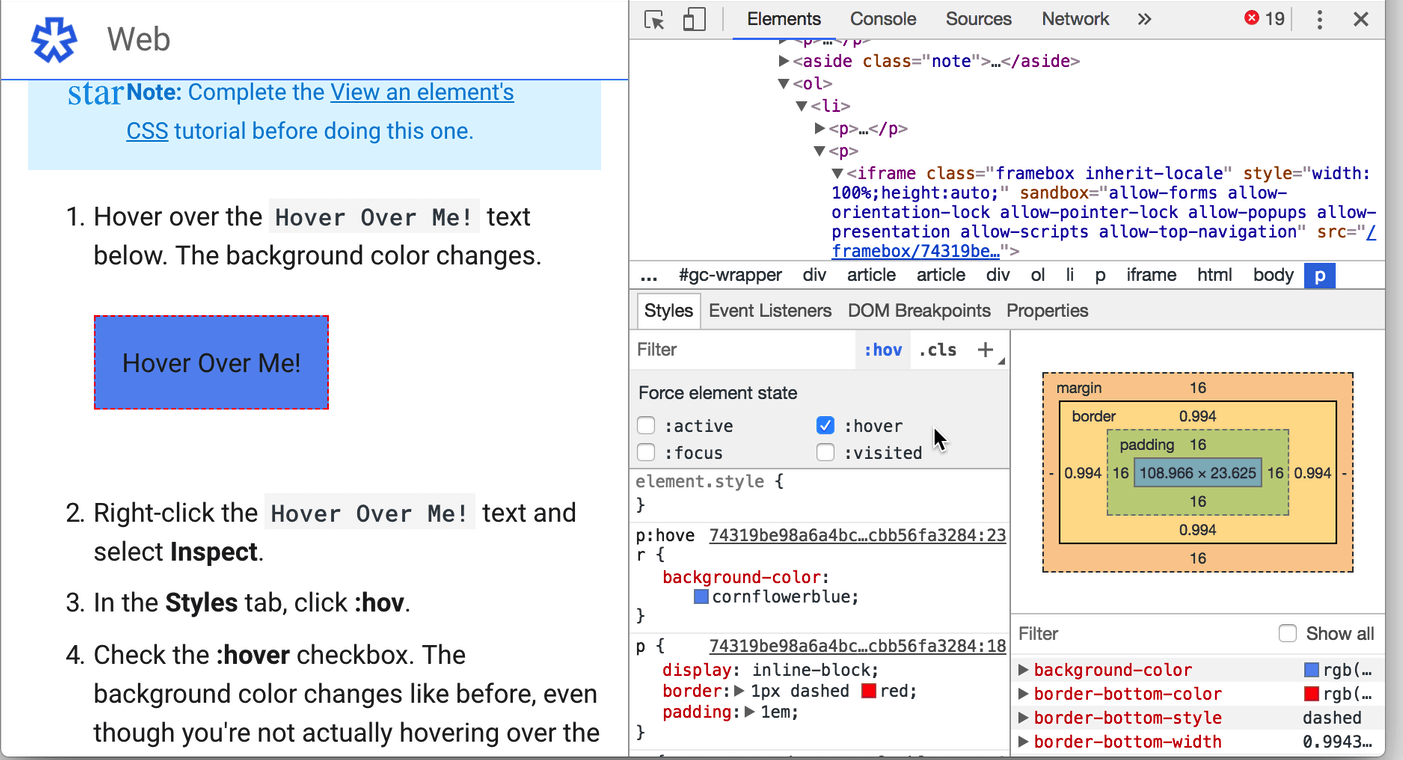 Web
starNote: Complete the View an element's
CSS tutorial before doing this one.
1. Hover over the Hover Over Me! text
below. The background color changes.
Hover Over Me!
2. Right-click the Hover Over Me! text and
select Inspect.
3. In the Styles tab, click :hov.
4. Check the :hover checkbox. The
background color changes like before, even
though you're not actually hovering over the
Elements Console Sources Network » 19
<p>…</p>
<aside class="note">…</aside>
<ol>
<li>
<p>…</p>
<p>
<iframe class="framebox inherit-locale" style="width:
100%;height:auto;" sandbox="allow-forms allow-
orientation-lock allow-pointer-lock allow-popups allow-
presentation allow-scripts allow-top-navigation" src="/
framebox/74319be…">
... #gc-wrapper div article article div ol li p iframe html body p
Styles Event Listeners DOM Breakpoints Properties
Filter :hov .cls +
Force element state
:active :hover
:focus :visited
element.style {
}
p:hove 74319be98a6a4bc…cbb56fa3284:23
r {
background-color:
cornflowerblue;
}
p { 74319be98a6a4bc…cbb56fa3284:18
display: inline-block;
border: 1px dashed red;
padding: 1em;
}
margin 16
border 0.994
padding 16
- 0.994 16 108.966 × 23.625 16 0.994 -
16
0.994
16
Filter Show all
background-color rgb(…
border-bottom-color rgb(…
border-bottom-style dashed
border-bottom-width 0.9943…